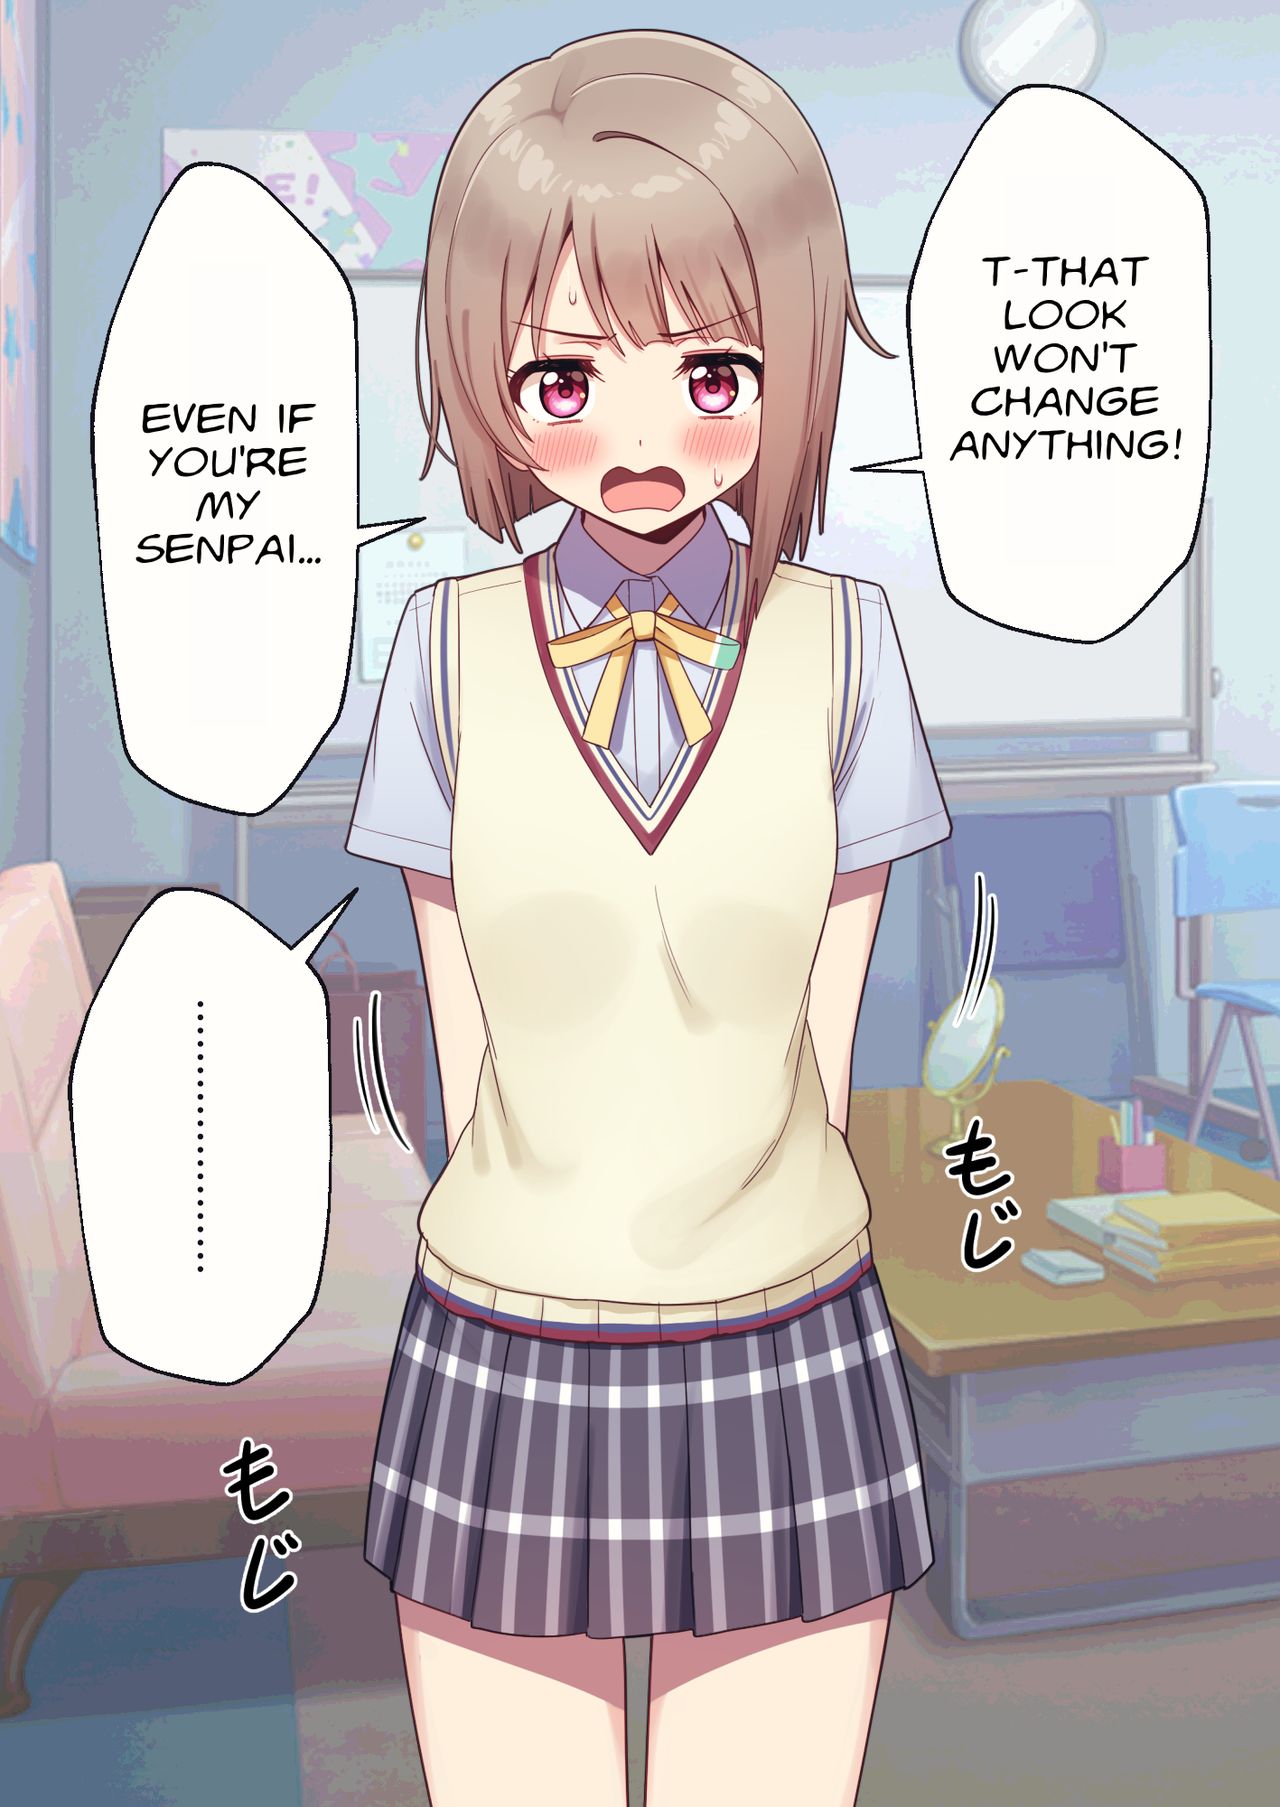 T-THAT
LOOK
WON'T
CHANGE
ANYTHING!
EVEN IF
YOU'RE
MY
SENPAI...
..........................
もじ
もじ
E!